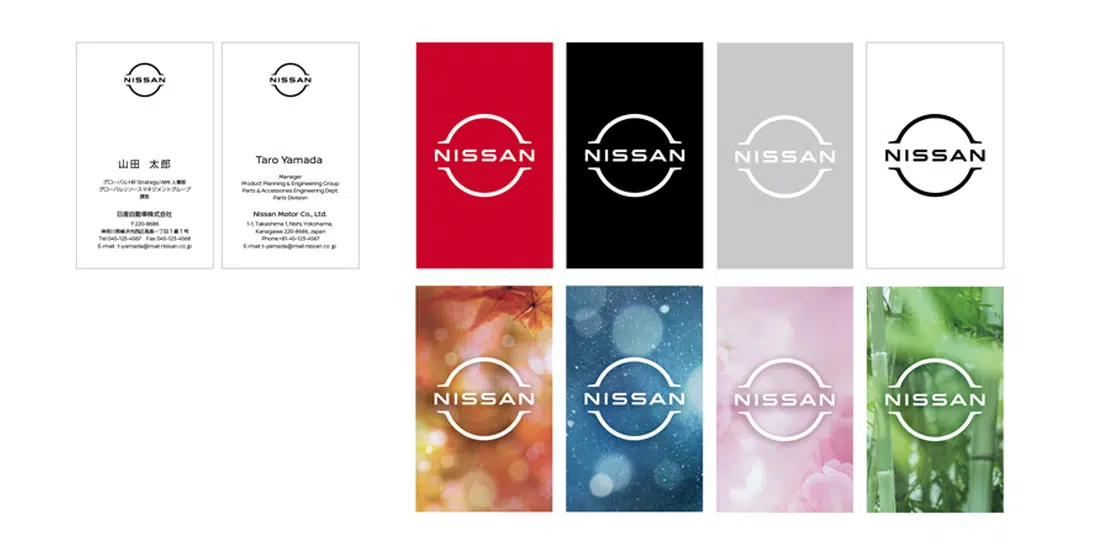 NISSAN
山田 太郎
グローバルHR Strategy/AMI 人事部
グローバルリソースマネジメントグループ
課長
日産自動車株式会社
〒220-8686
神奈川県横浜市西区高島一丁目1番1号
Tel:045-123-4567 Fax:045-123-4568
E-mail: t-yamada@mail.nissan.co.jp
NISSAN
Taro Yamada
Manager
Product Planning & Engineering Group
Parts & Accessories Engineering Dept.
Parts Division
Nissan Motor Co., Ltd.
1-1, Takashima 1, Nishi, Yokohama,
Kanagawa 220-8686, Japan
Phone:+81-45-123-4567
E-mail: t-yamada@mail.nissan.co.jp
NISSAN
NISSAN
NISSAN
NISSAN
NISSAN
NISSAN
NISSAN
NISSAN